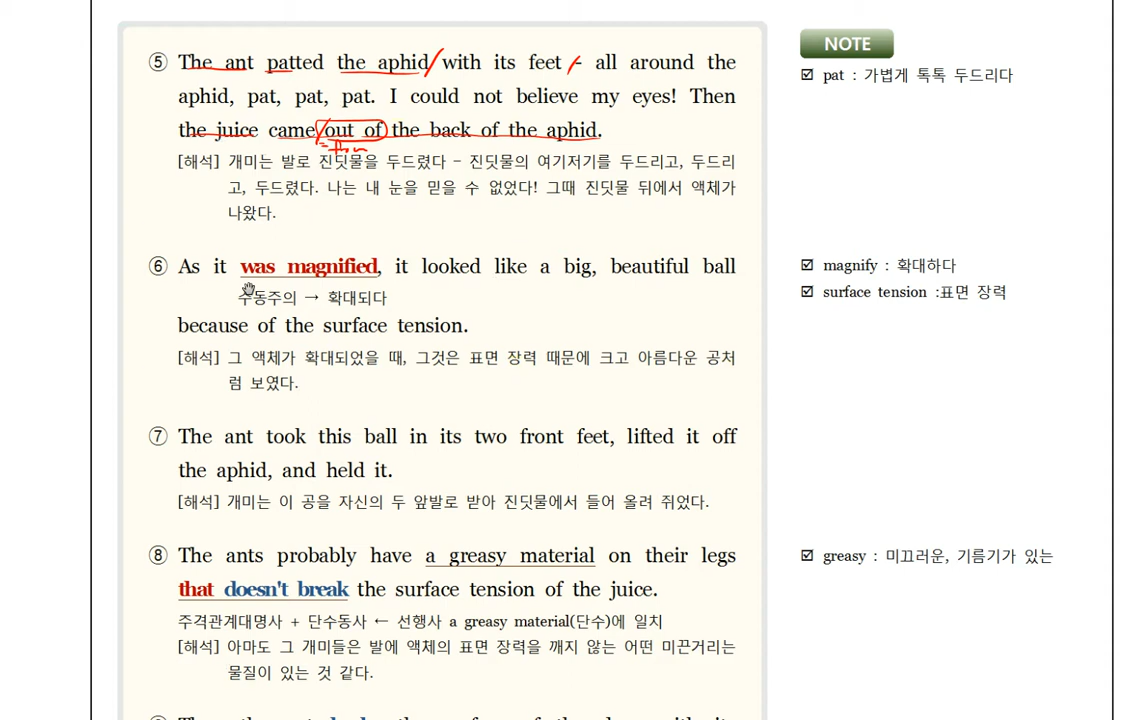 ⑤ The ant patted the aphid with its feet - all around the
aphid, pat, pat, pat. I could not believe my eyes! Then
the juice came out of the back of the aphid.
[해석] 개미는 발로 진딧물을 두드렸다 – 진딧물의 여기저기를 두드리고, 두드리
고, 두드렸다. 나는 내 눈을 믿을 수 없었다! 그때 진딧물 뒤에서 액체가
나왔다.
⑥ As it was magnified, it looked like a big, beautiful ball
수동주의 → 확대되다
because of the surface tension.
[해석] 그 액체가 확대되었을 때, 그것은 표면 장력 때문에 크고 아름다운 공처
럼 보였다.
⑦ The ant took this ball in its two front feet, lifted it off
the aphid, and held it.
[해석] 개미는 이 공을 자신의 두 앞발로 받아 진딧물에서 들어 올려 쥐었다.
⑧ The ants probably have a greasy material on their legs
that doesn't break the surface tension of the juice.
주격관계대명사 + 단수동사 ← 선행사 a greasy material(단수)에 일치
[해석] 아마도 그 개미들은 발에 액체의 표면 장력을 깨지 않는 어떤 미끈거리는
물질이 있는 것 같다.
NOTE
☑ pat : 가볍게 톡톡 두드리다
☑ magnify : 확대하다
☑ surface tension :표면 장력
☑ greasy : 미끄러운, 기름기가 있는